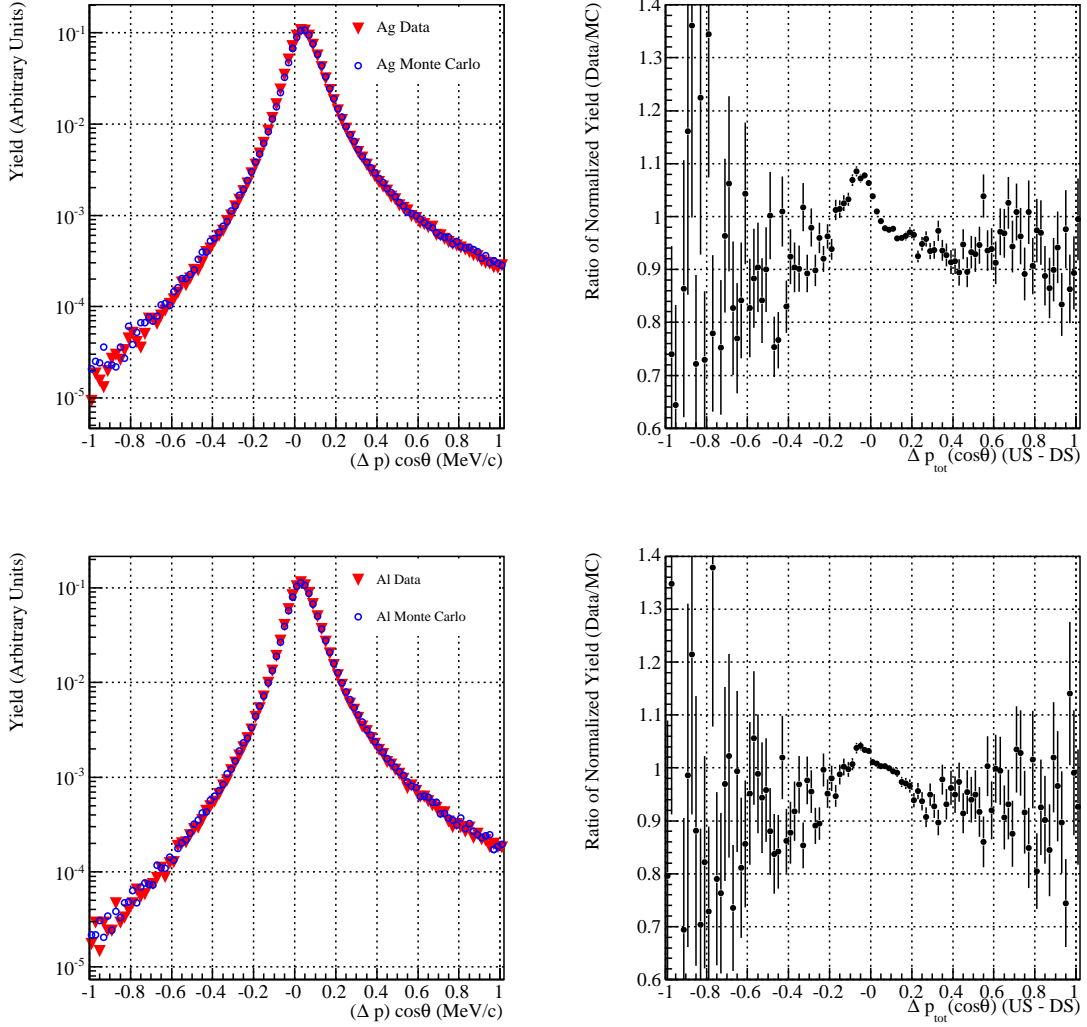 Yield (Arbitrary Units)
10⁻¹
10⁻²
10⁻³
10⁻⁴
10⁻⁵
Ag Data
Ag Monte Carlo
-1 -0.8 -0.6 -0.4 -0.2 -0 0.2 0.4 0.6 0.8 1
(Δ p) cosθ (MeV/c)
Ratio of Normalized Yield (Data/MC)
1.4
1.3
1.2
1.1
1
0.9
0.8
0.7
0.6
-1 -0.8 -0.6 -0.4 -0.2 -0 0.2 0.4 0.6 0.8 1
Δ p_tot (cosθ) (US - DS)
Yield (Arbitrary Units)
10⁻¹
10⁻²
10⁻³
10⁻⁴
10⁻⁵
Al Data
Al Monte Carlo
-1 -0.8 -0.6 -0.4 -0.2 -0 0.2 0.4 0.6 0.8 1
(Δ p) cosθ (MeV/c)
Ratio of Normalized Yield (Data/MC)
1.4
1.3
1.2
1.1
1
0.9
0.8
0.7
0.6
-1 -0.8 -0.6 -0.4 -0.2 -0 0.2 0.4 0.6 0.8 1
Δ p_tot (cosθ) (US - DS)